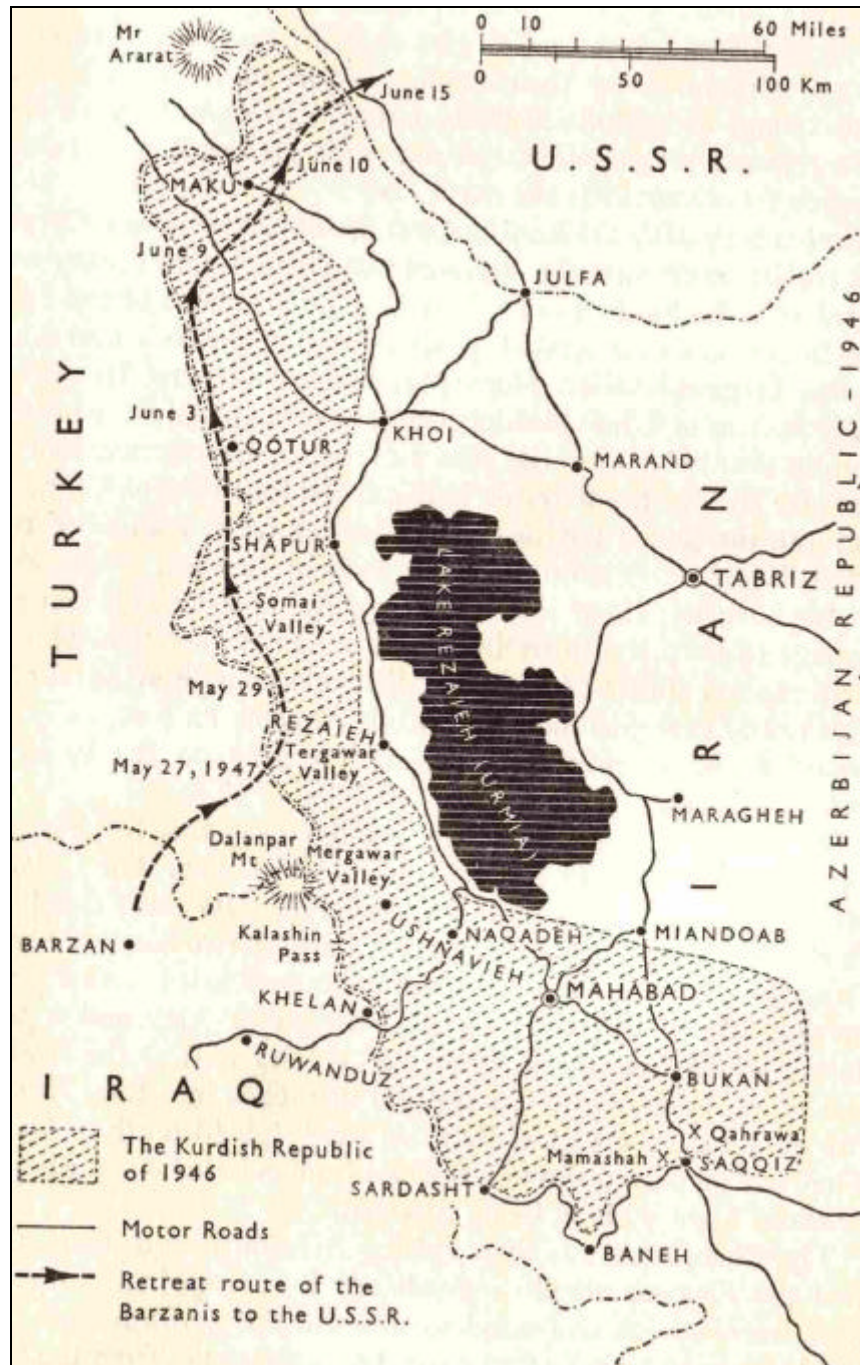 Mr
Ararat
0 10 60 Miles
0 50 100 Km
June 15
U.S.S.R.
June 10
MAKU
June 9
JULFA
TURKEY
June 3
QOTUR
KHOI
MARAND
SHAPUR
LAKE REZAIEH (URMIA)
TABRIZ
IRAN
AZERBIJAN REPUBLIC-1946
Somai
Valley
May 29
REZAIEH
Tergawar
Valley
May 27, 1947
MARAGHEH
Dalanpar
Mt
Mergawar
Valley
BARZAN
Kalashin
Pass
USHNAVIEH
NAQADEH
MIANDOAB
MAHABAD
KHELAN
RUWANDUZ
BUKAN
IRAQ
X Qahrawa
Mamashah X
SAQQIZ
SARDASHT
BANEH
The Kurdish Republic
of 1946
Motor Roads
Retreat route of the
Barzanis to the U.S.S.R.